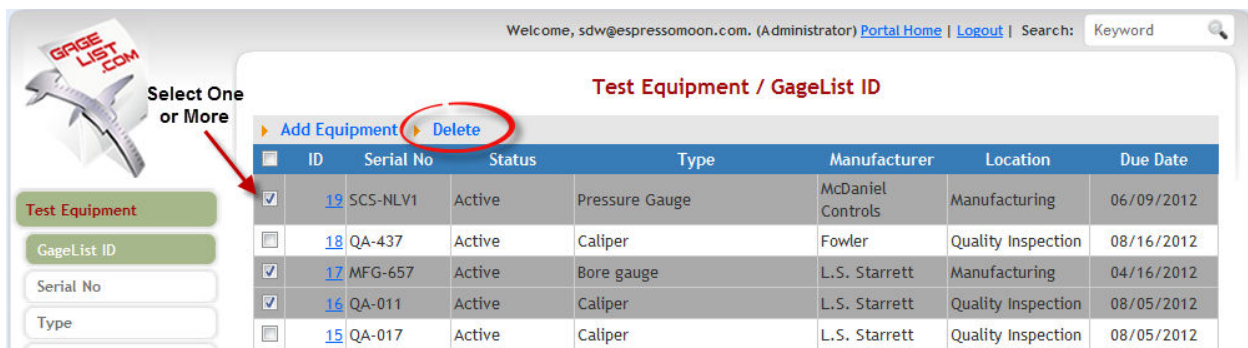 Welcome, sdw@espressomoon.com. (Administrator) Portal Home | Logout | Search: Keyword
GAGE
LIST
.COM
Select One
or More
Test Equipment / GageList ID
Add Equipment Delete
ID Serial No Status Type Manufacturer Location Due Date
19 SCS-NLV1 Active Pressure Gauge McDaniel Controls Manufacturing 06/09/2012
18 QA-437 Active Caliper Fowler Quality Inspection 08/16/2012
17 MFG-657 Active Bore gauge L.S. Starrett Manufacturing 04/16/2012
16 QA-011 Active Caliper L.S. Starrett Quality Inspection 08/05/2012
15 QA-017 Active Caliper L.S. Starrett Quality Inspection 08/05/2012
Test Equipment
GageList ID
Serial No
Type